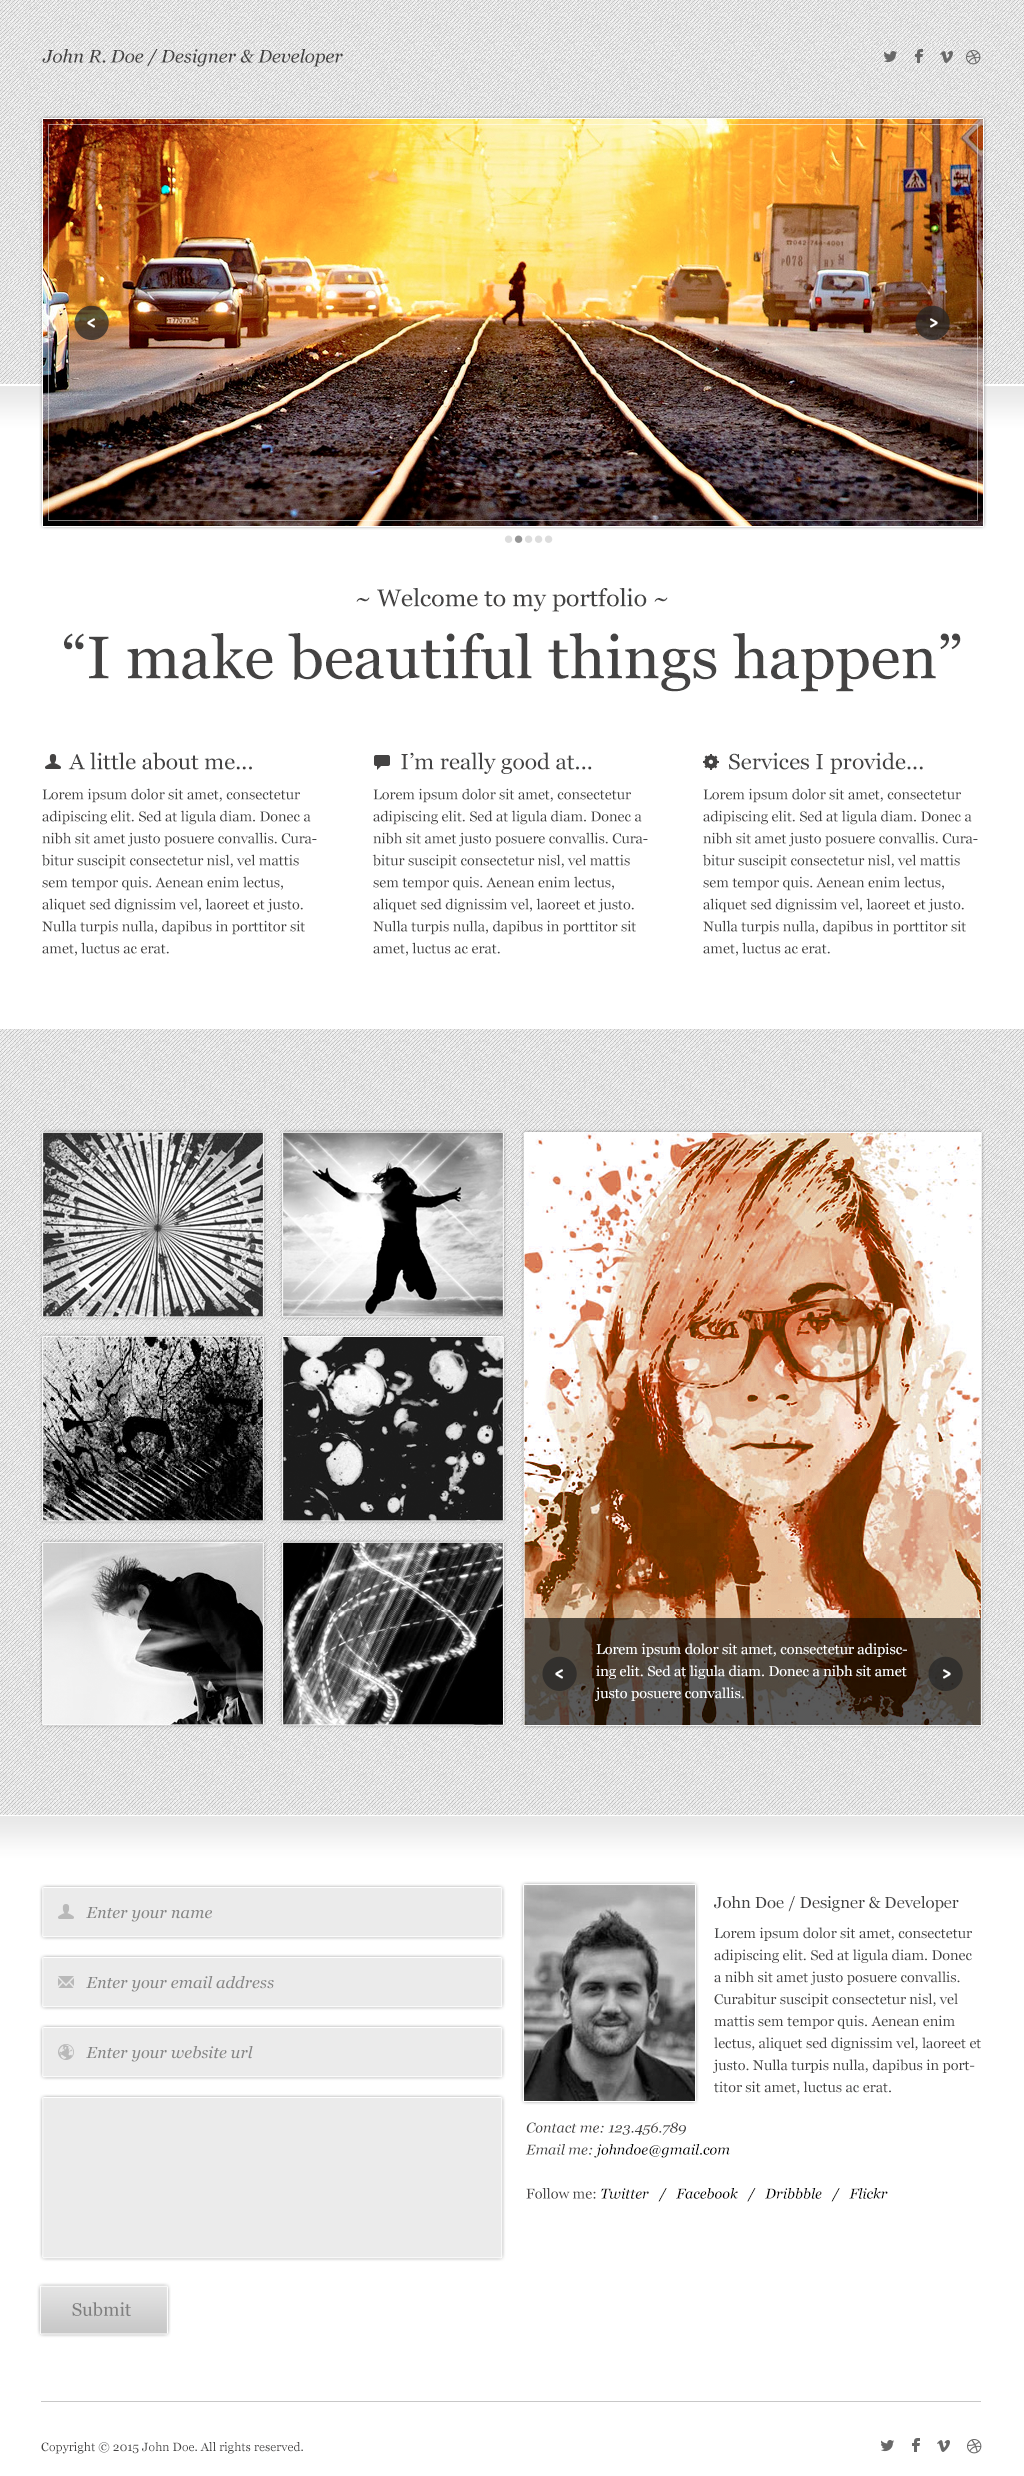 John R. Doe / Designer & Developer
~ Welcome to my portfolio ~
“I make beautiful things happen”
A little about me...
Lorem ipsum dolor sit amet, consectetur
adipiscing elit. Sed at ligula diam. Donec a
nibh sit amet justo posuere convallis. Cura-
bitur suscipit consectetur nisl, vel mattis
sem tempor quis. Aenean enim lectus,
aliquet sed dignissim vel, laoreet et justo.
Nulla turpis nulla, dapibus in porttitor sit
amet, luctus ac erat.
I’m really good at...
Lorem ipsum dolor sit amet, consectetur
adipiscing elit. Sed at ligula diam. Donec a
nibh sit amet justo posuere convallis. Cura-
bitur suscipit consectetur nisl, vel mattis
sem tempor quis. Aenean enim lectus,
aliquet sed dignissim vel, laoreet et justo.
Nulla turpis nulla, dapibus in porttitor sit
amet, luctus ac erat.
Services I provide...
Lorem ipsum dolor sit amet, consectetur
adipiscing elit. Sed at ligula diam. Donec a
nibh sit amet justo posuere convallis. Cura-
bitur suscipit consectetur nisl, vel mattis
sem tempor quis. Aenean enim lectus,
aliquet sed dignissim vel, laoreet et justo.
Nulla turpis nulla, dapibus in porttitor sit
amet, luctus ac erat.
Lorem ipsum dolor sit amet, consectetur adipisc-
ing elit. Sed at ligula diam. Donec a nibh sit amet
justo posuere convallis.
Enter your name
Enter your email address
Enter your website url
Submit
John Doe / Designer & Developer
Lorem ipsum dolor sit amet, consectetur
adipiscing elit. Sed at ligula diam. Donec
a nibh sit amet justo posuere convallis.
Curabitur suscipit consectetur nisl, vel
mattis sem tempor quis. Aenean enim
lectus, aliquet sed dignissim vel, laoreet et
justo. Nulla turpis nulla, dapibus in port-
titor sit amet, luctus ac erat.
Contact me: 123.456.789
Email me: johndoe@gmail.com
Follow me: Twitter / Facebook / Dribbble / Flickr
Copyright © 2015 John Doe. All rights reserved.